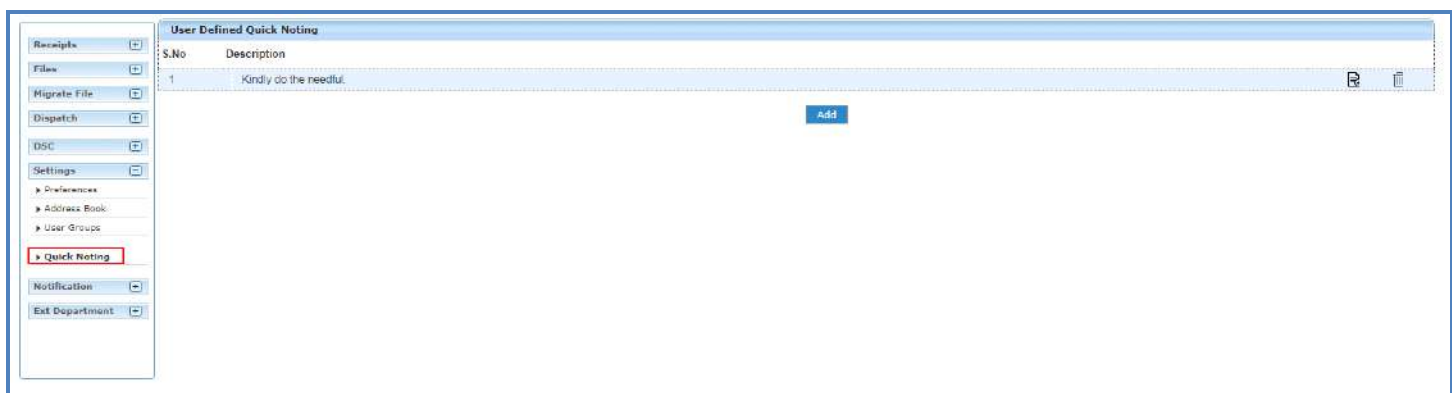 Receipts
Files
Migrate File
Dispatch
DSC
Settings
Preferences
Address Book
User Groups
Quick Noting
Notification
Ext Department
User Defined Quick Noting
S.No Description
1 Kindly do the needful.
Add